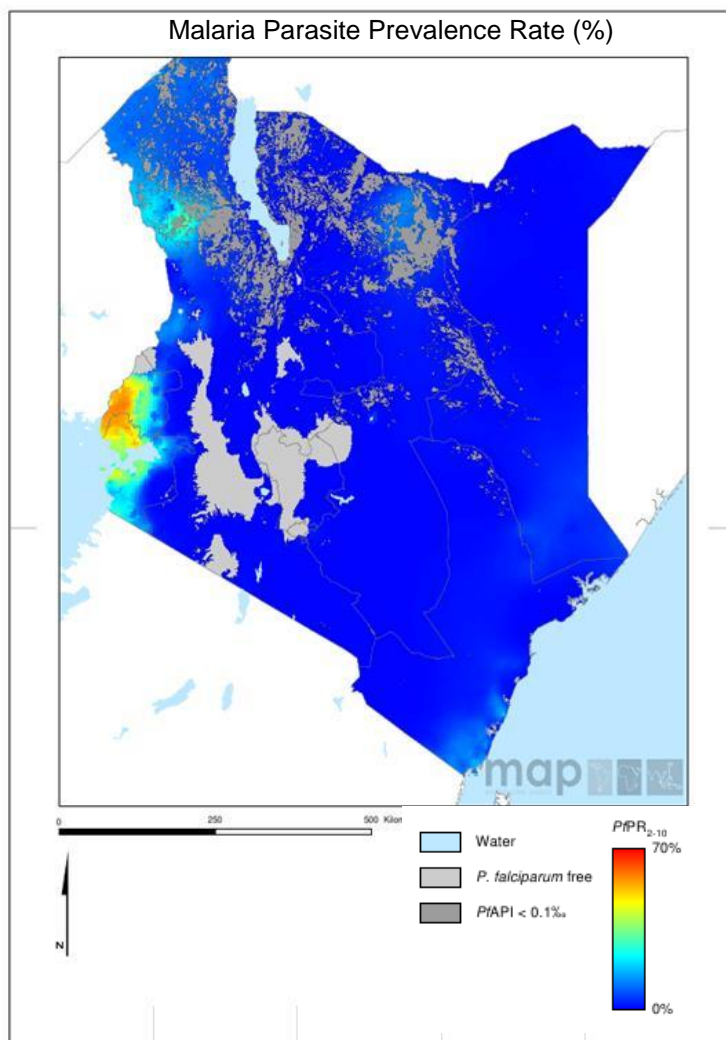 Malaria Parasite Prevalence Rate (%)
map
0 250 500 Kilon
Water
P. falciparum free
PfAPI < 0.1‰
PfPR2-10
70%
0%
N